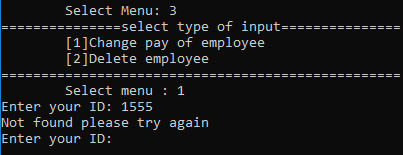 Select Menu: 3
===============select type of input===============
[1]Change pay of employee
[2]Delete employee
==================================================
Select menu : 1
Enter your ID: 1555
Not found please try again
Enter your ID: